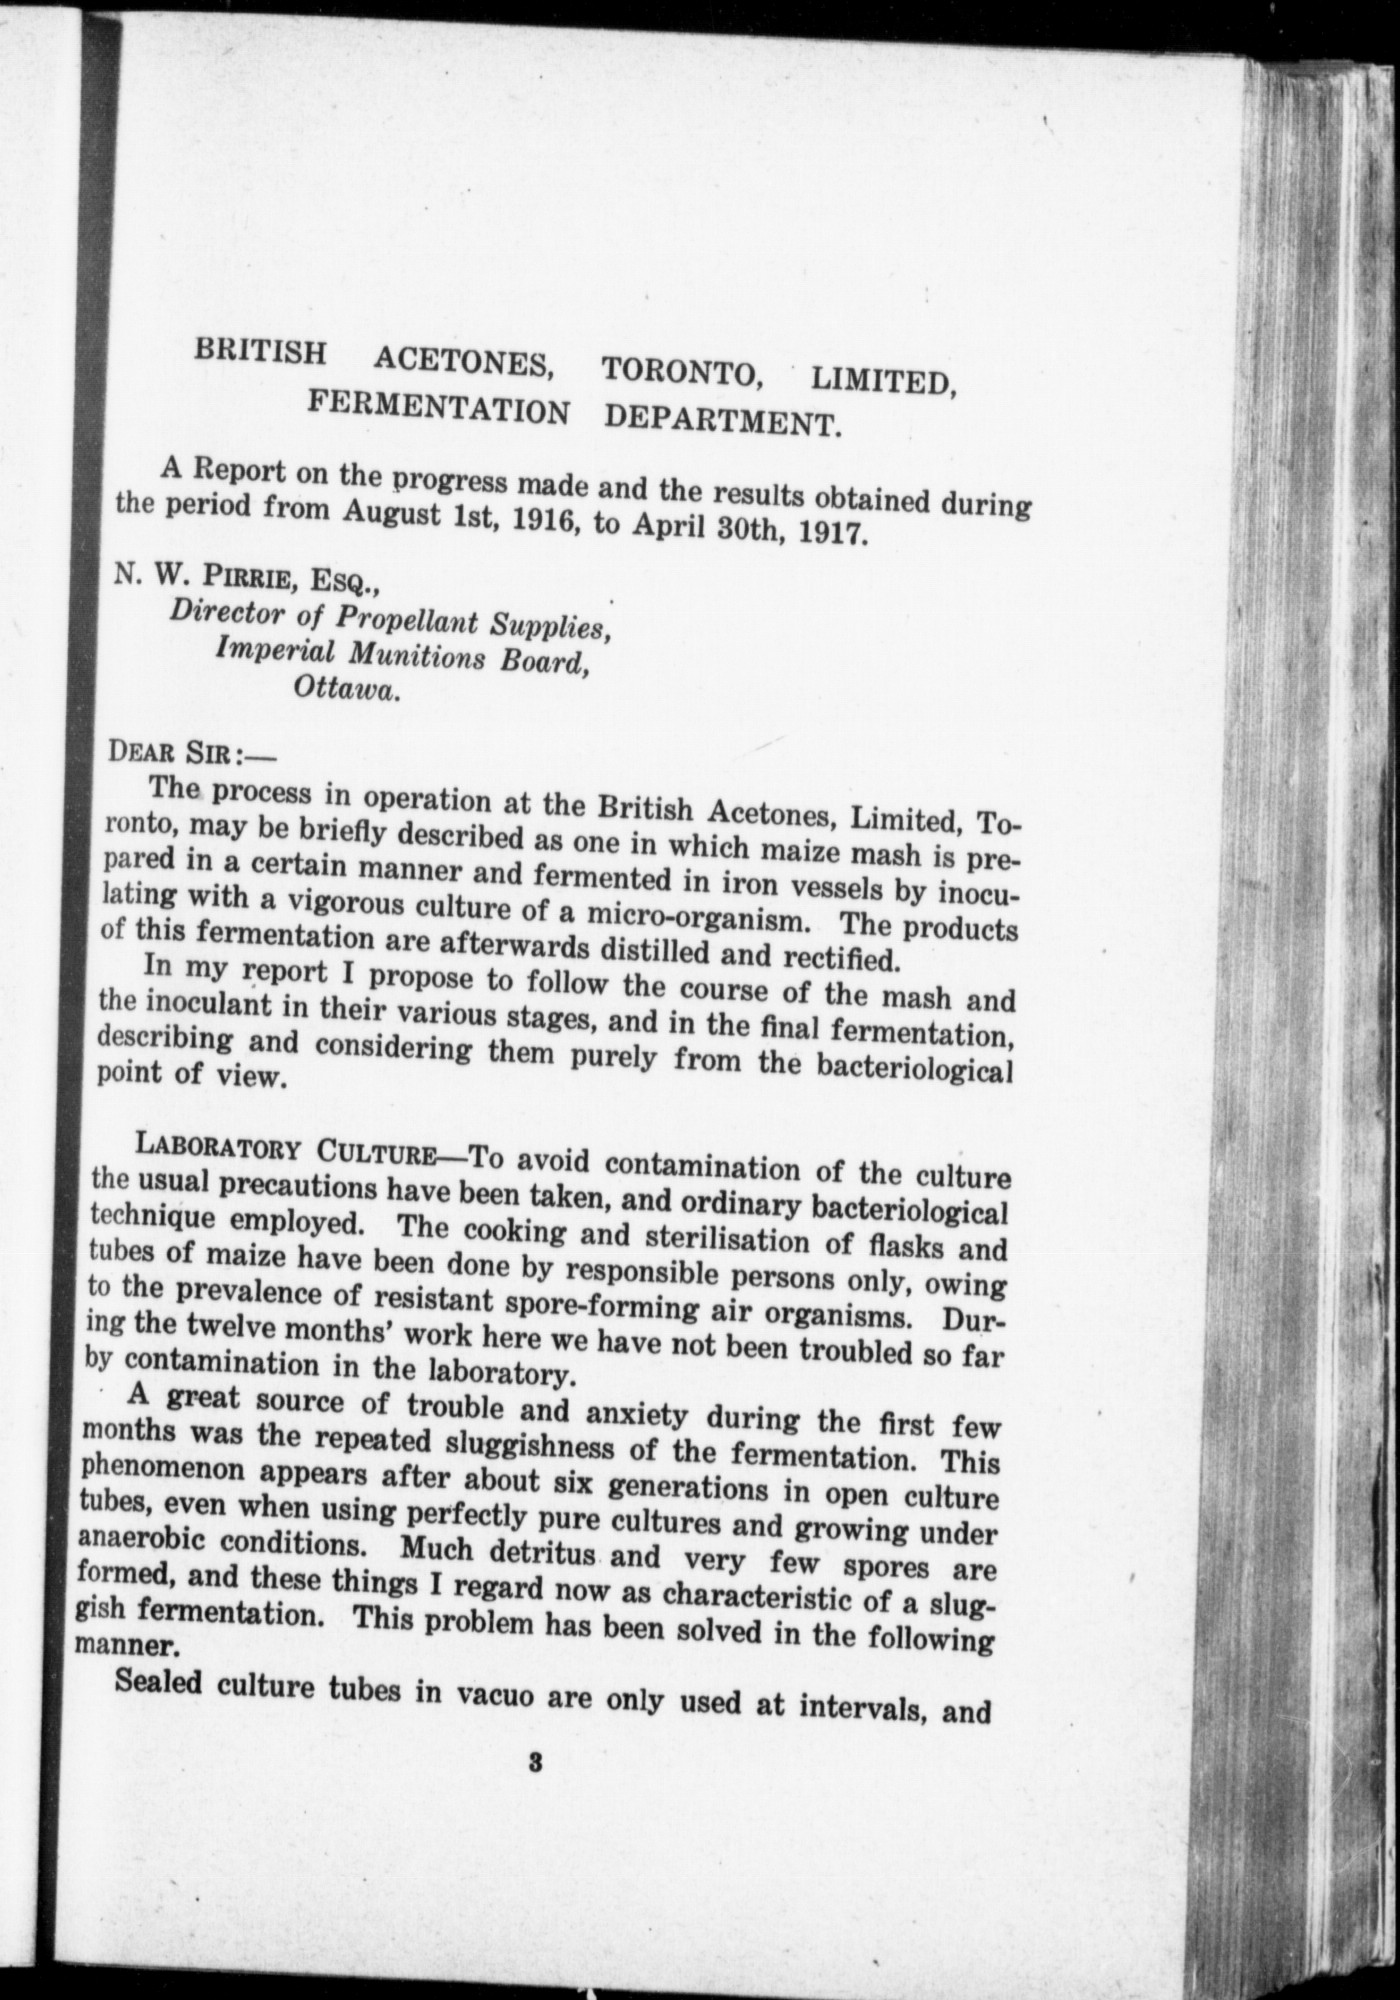 BRITISH ACETONES, TORONTO, LIMITED,
FERMENTATION DEPARTMENT.
A Report on the progress made and the results obtained during
the period from August 1st, 1916, to April 30th, 1917.
N. W. PIRRIE, ESQ.,
Director of Propellant Supplies,
Imperial Munitions Board,
Ottawa.
DEAR SIR:—
The process in operation at the British Acetones, Limited, To-
ronto, may be briefly described as one in which maize mash is pre-
pared in a certain manner and fermented in iron vessels by inocu-
lating with a vigorous culture of a micro-organism. The products
of this fermentation are afterwards distilled and rectified.
In my report I propose to follow the course of the mash and
the inoculant in their various stages, and in the final fermentation,
describing and considering them purely from the bacteriological
point of view.
LABORATORY CULTURE—To avoid contamination of the culture
the usual precautions have been taken, and ordinary bacteriological
technique employed. The cooking and sterilisation of flasks and
tubes of maize have been done by responsible persons only, owing
to the prevalence of resistant spore-forming air organisms. Dur-
ing the twelve months' work here we have not been troubled so far
by contamination in the laboratory.
A great source of trouble and anxiety during the first few
months was the repeated sluggishness of the fermentation. This
phenomenon appears after about six generations in open culture
tubes, even when using perfectly pure cultures and growing under
anaerobic conditions. Much detritus and very few spores are
formed, and these things I regard now as characteristic of a slug-
gish fermentation. This problem has been solved in the following
manner.
Sealed culture tubes in vacuo are only used at intervals, and
3